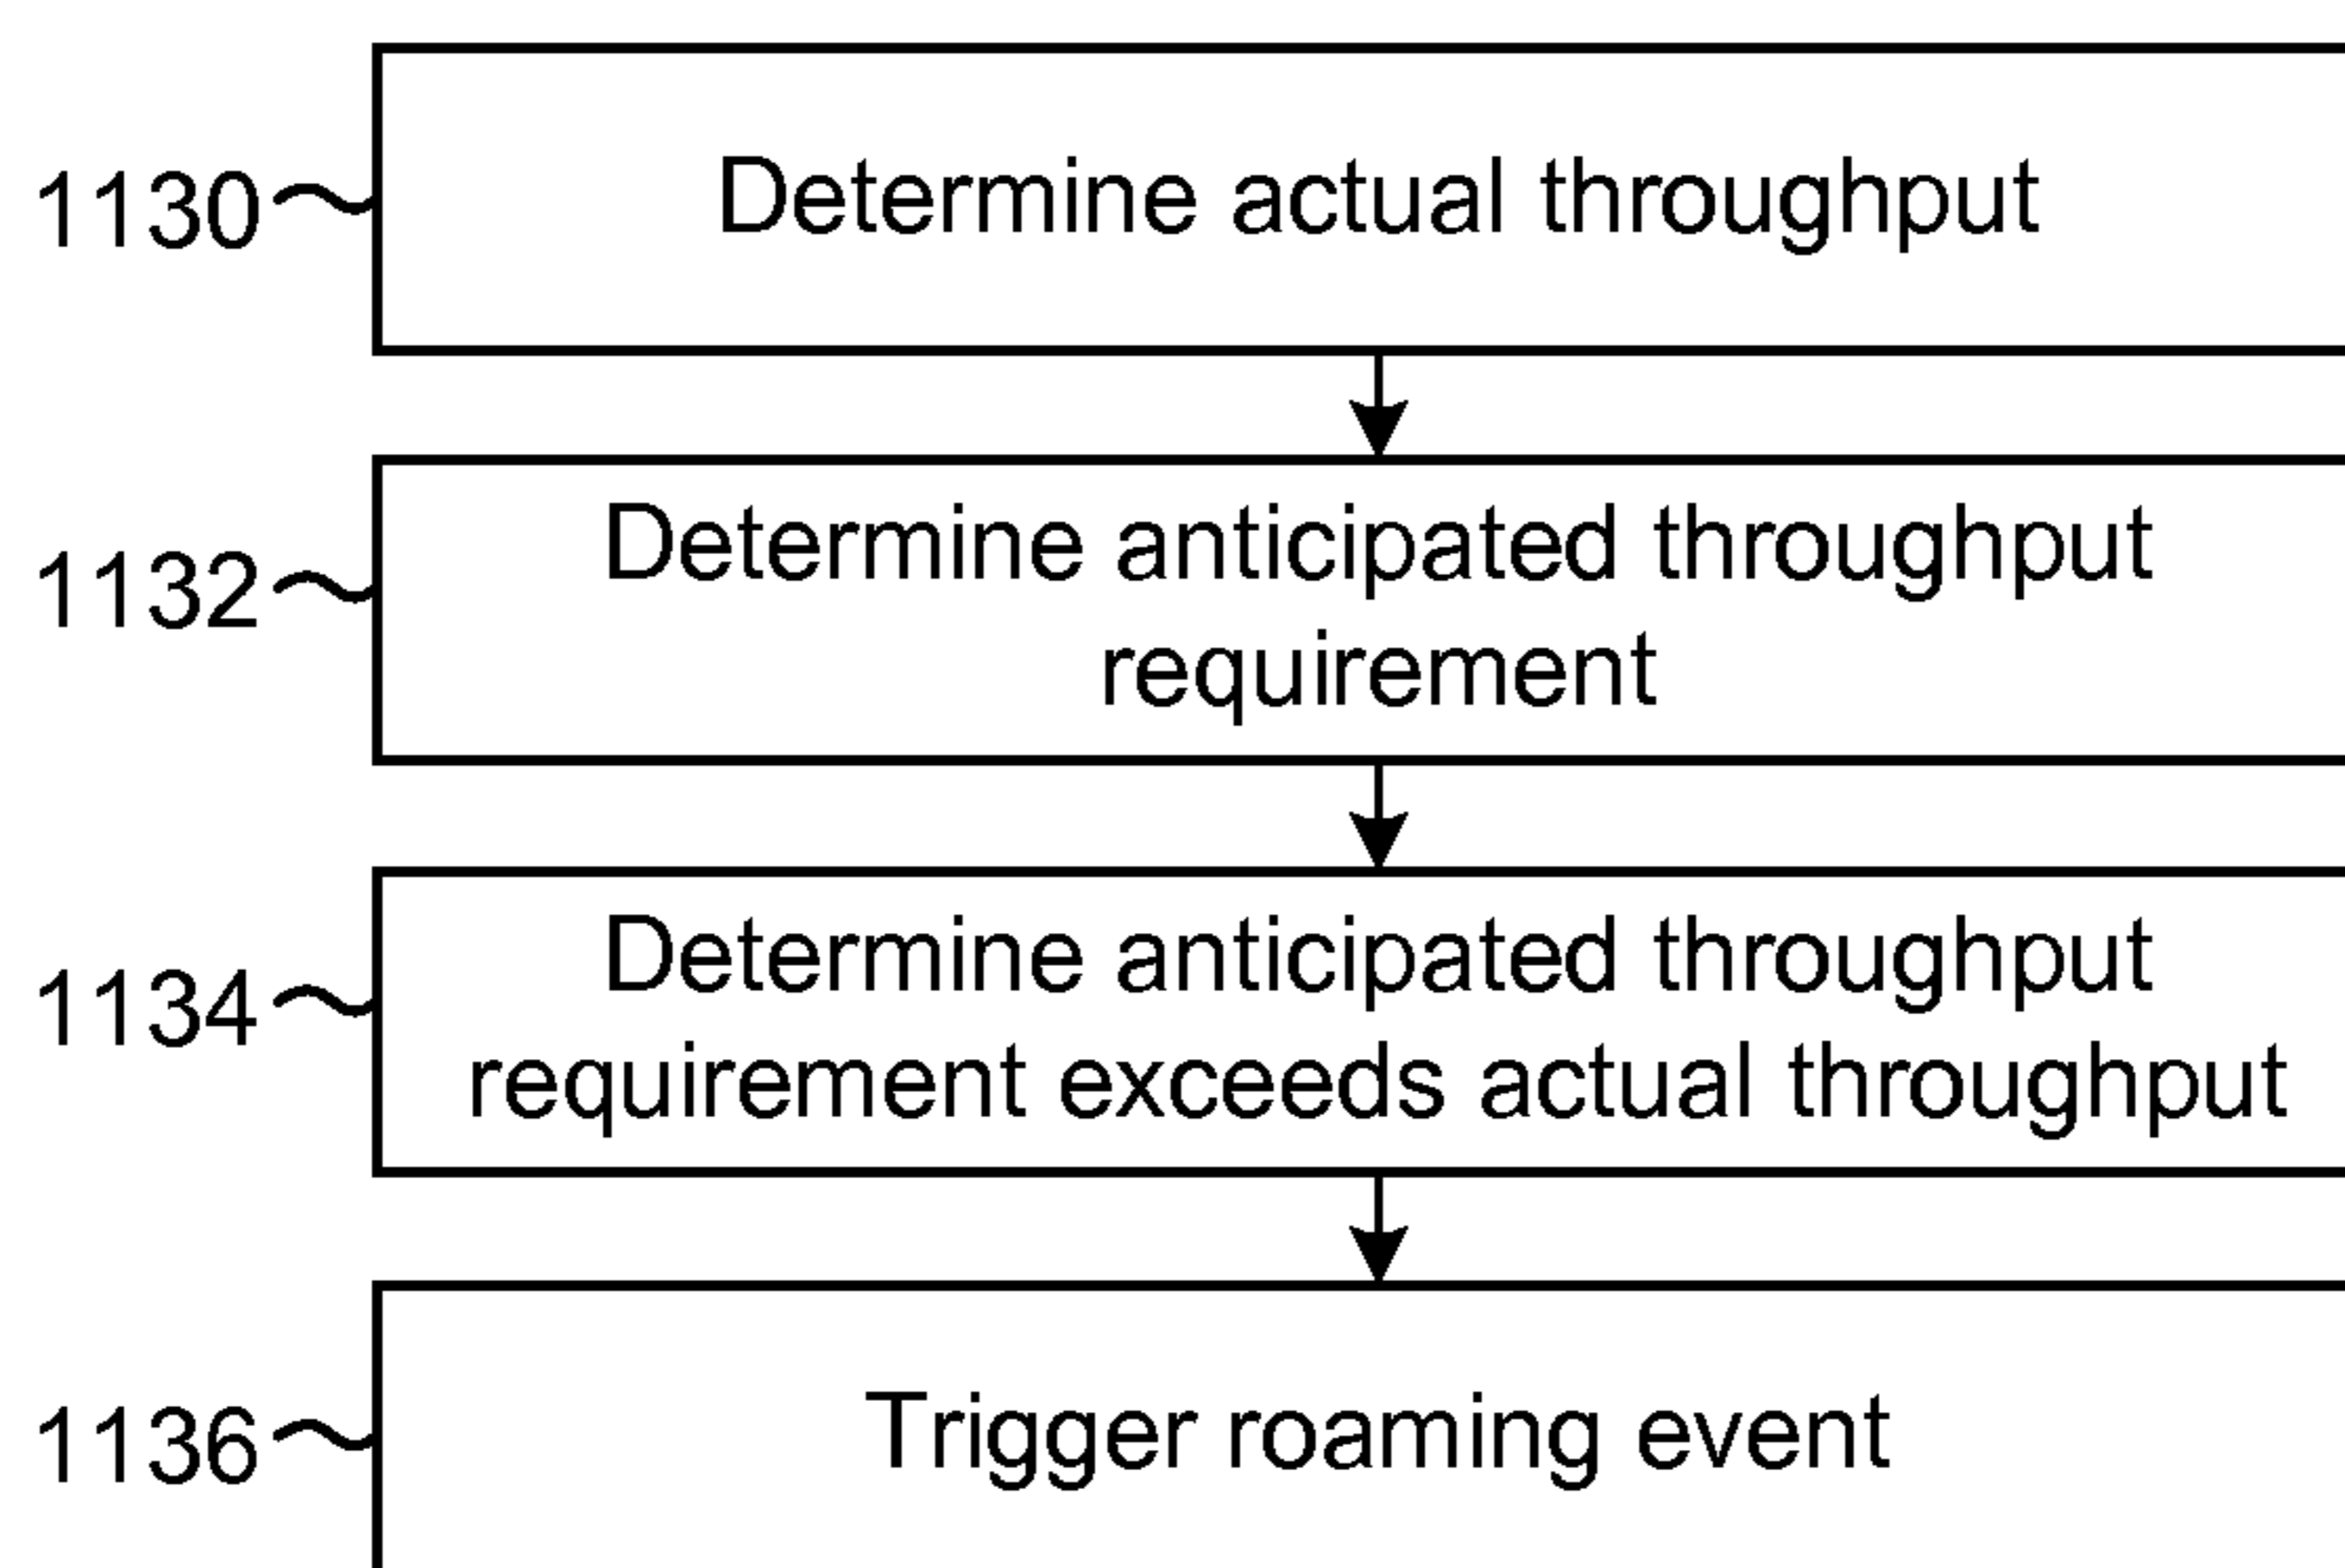 1130
Determine actual throughput
1132
Determine anticipated throughput
requirement
1134
Determine anticipated throughput
requirement exceeds actual throughput
1136
Trigger roaming event